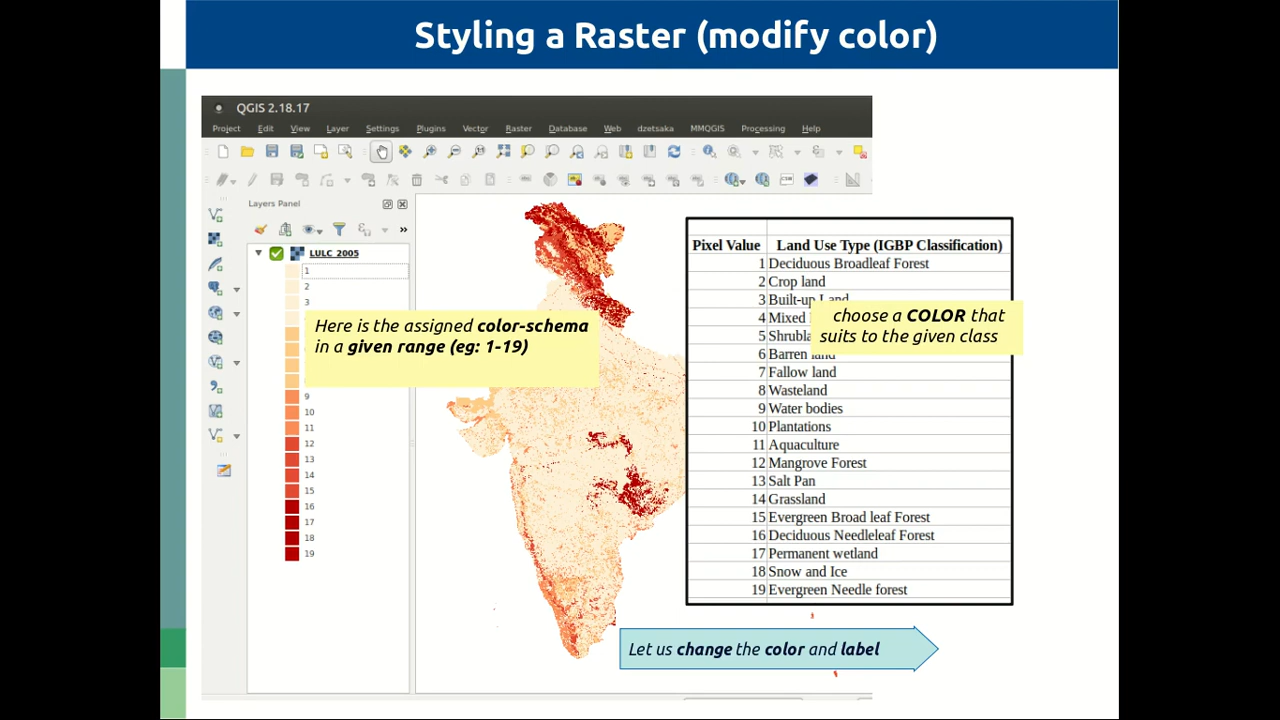 Styling a Raster (modify color)
QGIS 2.18.17
Project Edit View Layer Settings Plugins Vector Raster Database Web dzetsaka MMQGIS Processing Help
Layers Panel
LULC_2005
1
2
3
9
10
11
12
13
14
15
16
17
18
19
Here is the assigned color-schema
in a given range (eg: 1-19)
Pixel Value Land Use Type (IGBP Classification)
1 Deciduous Broadleaf Forest
2 Crop land
3 Built-up Land
4 Mixed
5
6 Barren land
7 Fallow land
8 Wasteland
9 Water bodies
10 Plantations
11 Aquaculture
12 Mangrove Forest
13 Salt Pan
14 Grassland
15 Evergreen Broad leaf Forest
16 Deciduous Needleleaf Forest
17 Permanent wetland
18 Snow and Ice
19 Evergreen Needle forest
choose a COLOR that
suits to the given class
Let us change the color and label